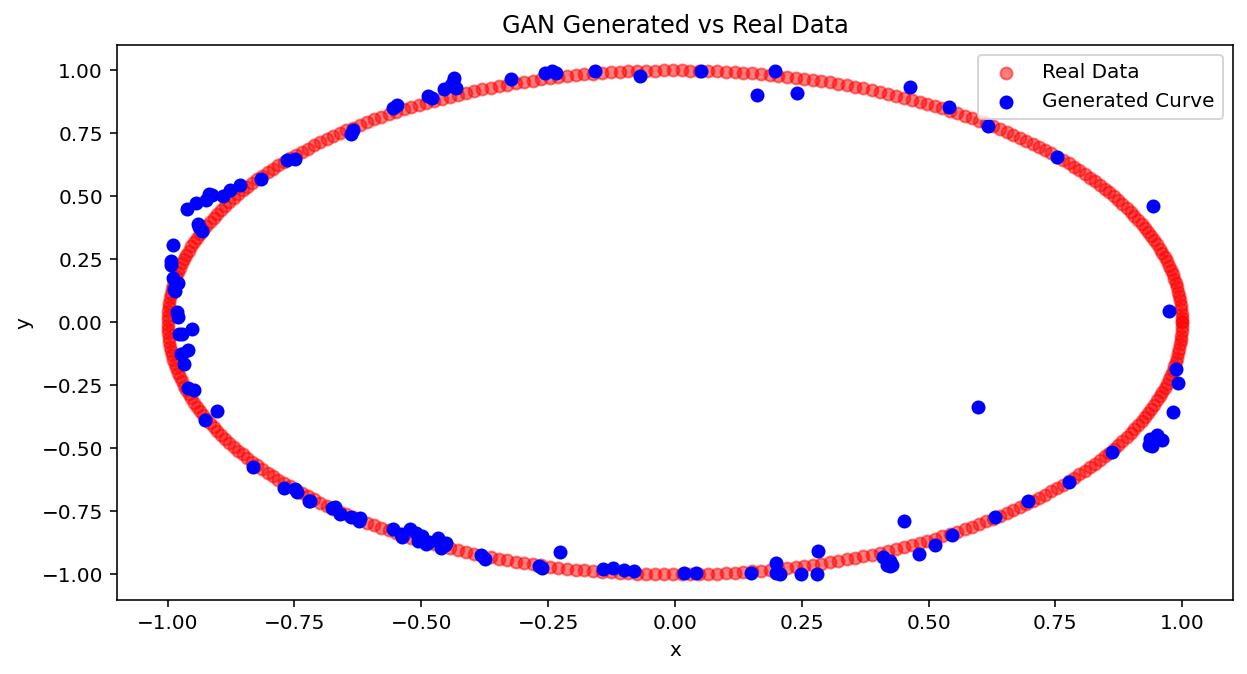 GAN Generated vs Real Data
Real Data
Generated Curve
1.00
0.75
0.50
0.25
0.00
−0.25
−0.50
−0.75
−1.00
y
−1.00 −0.75 −0.50 −0.25 0.00 0.25 0.50 0.75 1.00
x